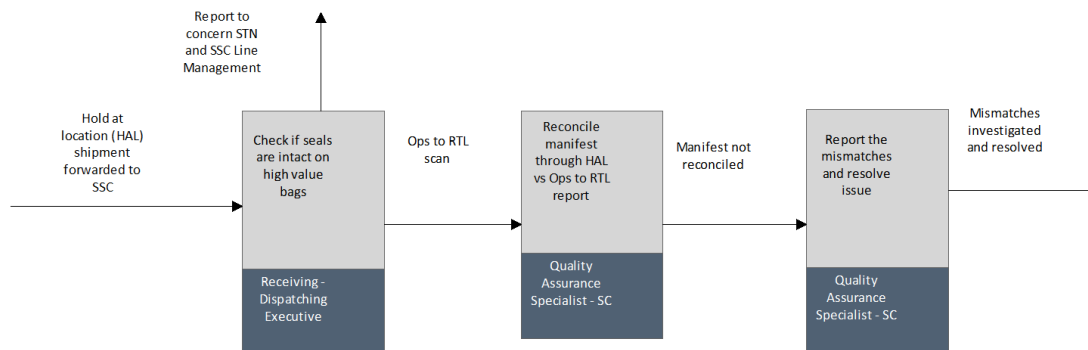 Report to
concern STN
and SSC Line
Management
Hold at
location (HAL)
shipment
forwarded to
SSC
Check if seals
are intact on
high value
bags
Receiving -
Dispatching
Executive
Ops to RTL
scan
Reconcile
manifest
through HAL
vs Ops to RTL
report
Quality
Assurance
Specialist - SC
Manifest not
reconciled
Report the
mismatches
and resolve
issue
Quality
Assurance
Specialist - SC
Mismatches
investigated
and resolved